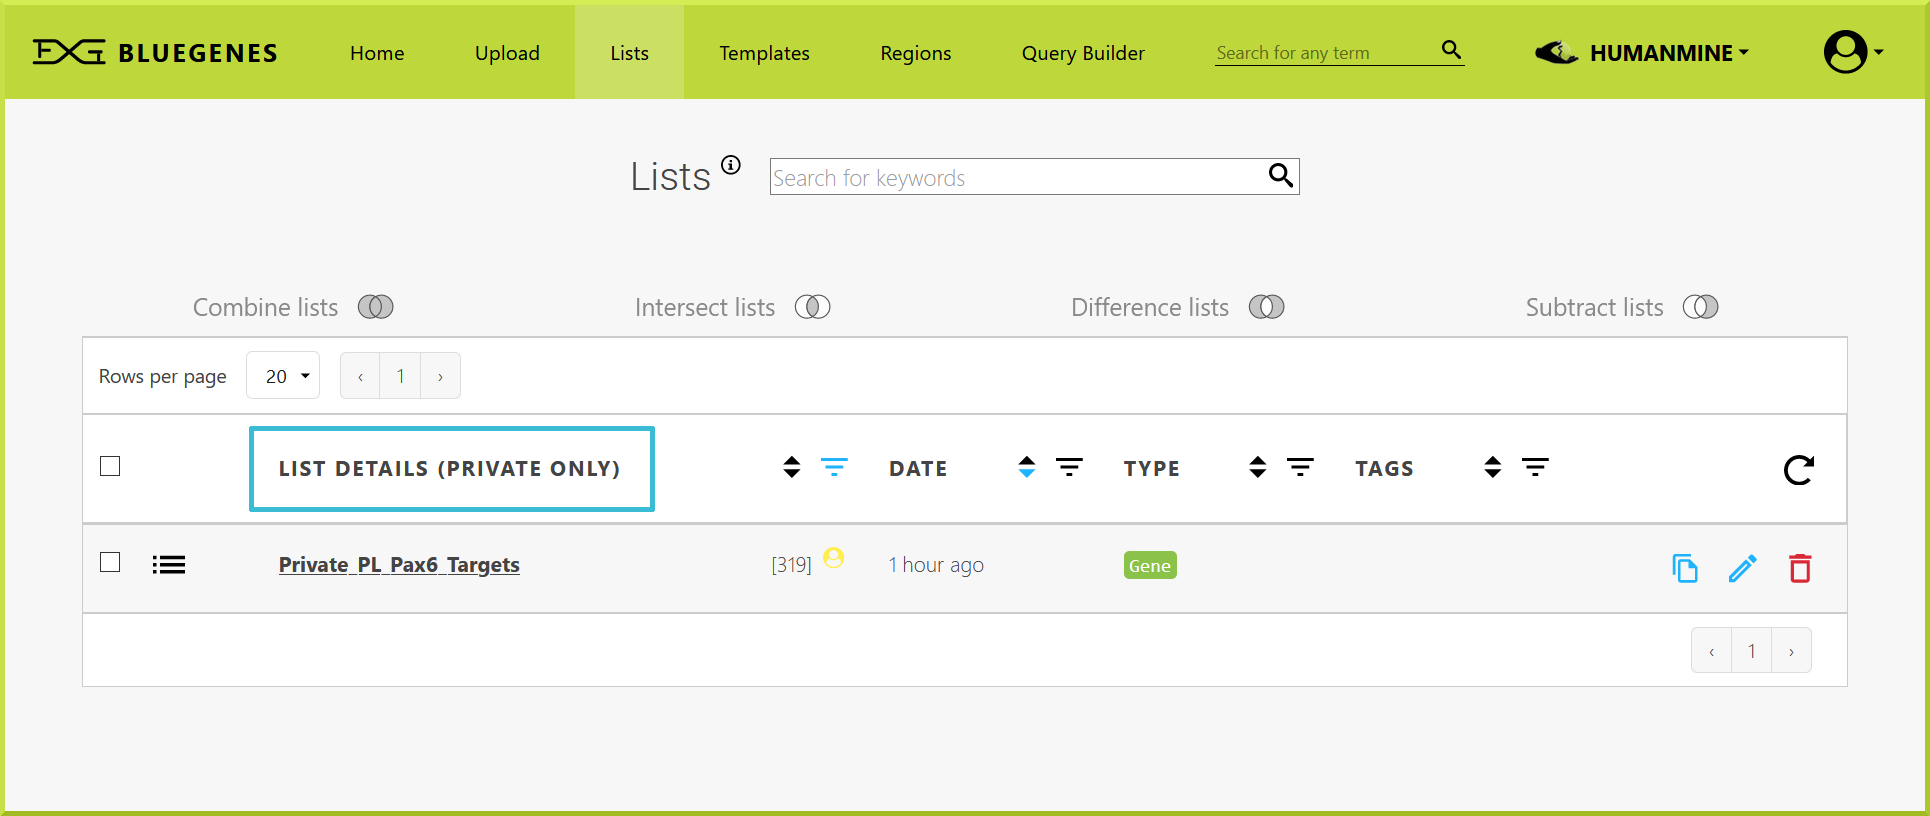 BLUEGENES Home Upload Lists Templates Regions Query Builder Search for any term HUMANMINE
Lists Search for keywords
Combine lists Intersect lists Difference lists Subtract lists
Rows per page 20 ‹ 1 ›
LIST DETAILS (PRIVATE ONLY) DATE TYPE TAGS
Private_PL_Pax6_Targets [319] 1 hour ago Gene
‹ 1 ›